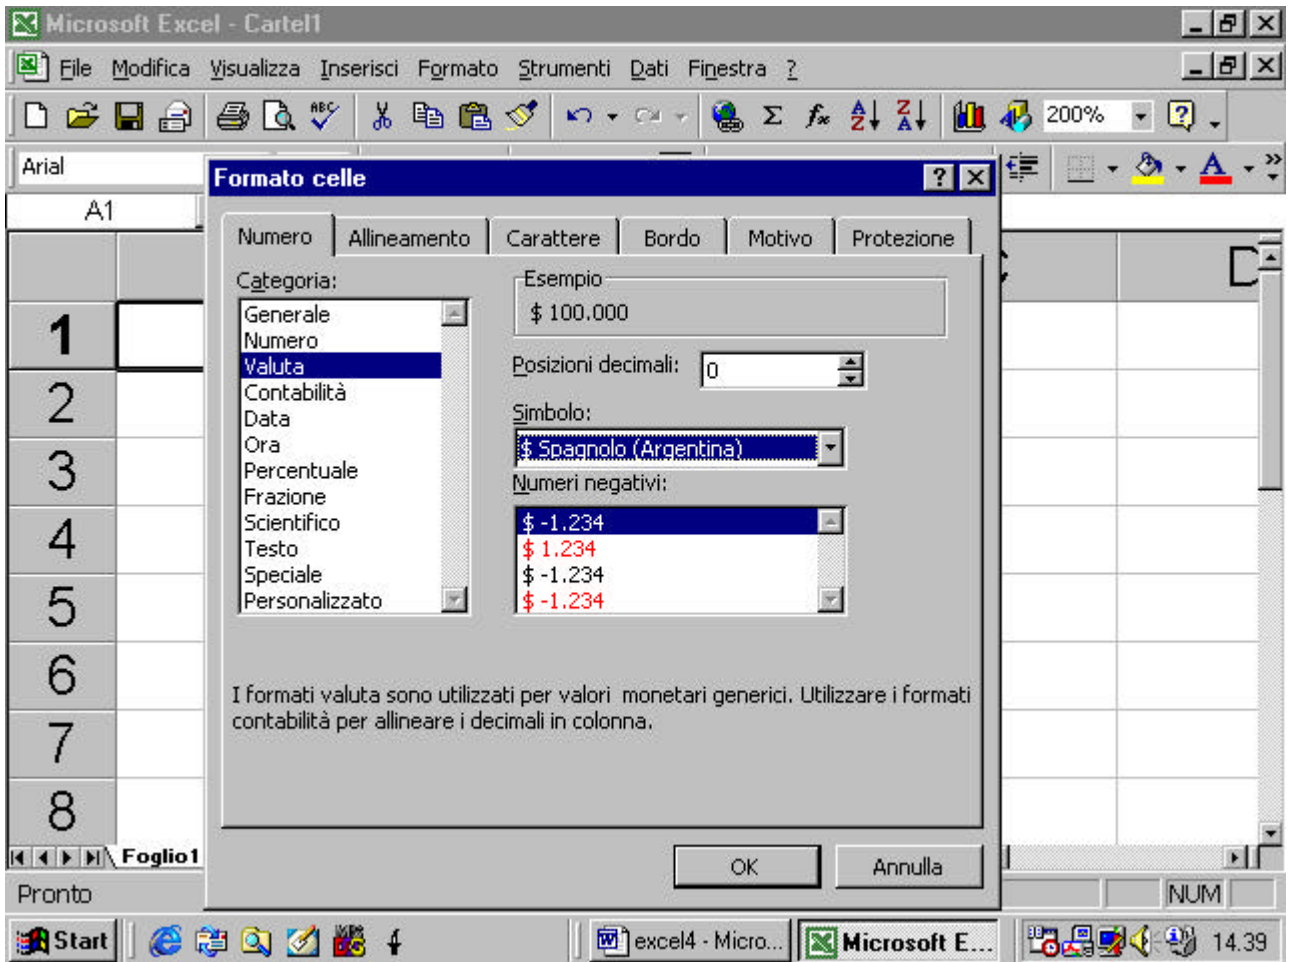 Microsoft Excel - Cartel1
File Modifica Visualizza Inserisci Formato Strumenti Dati Finestra ?
ABC Σ fx A Z Z A 200% ?
Arial A
A1
Formato celle ?
Numero Allineamento Carattere Bordo Motivo Protezione
Categoria:
Generale
Numero
Valuta
Contabilità
Data
Ora
Percentuale
Frazione
Scientifico
Testo
Speciale
Personalizzato
Esempio
$ 100.000
Posizioni decimali: 0
Simbolo:
$ Spagnolo (Argentina)
Numeri negativi:
$ -1.234
$ 1.234
$ -1.234
$ -1.234
I formati valuta sono utilizzati per valori monetari generici. Utilizzare i formati
contabilità per allineare i decimali in colonna.
OK Annulla
D
1
2
3
4
5
6
7
8
Foglio1
Pronto NUM
Start excel4 - Micro... Microsoft E... 14.39